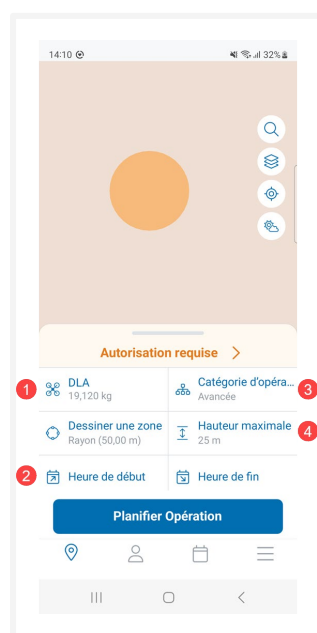 14:10
32%
Autorisation requise
1
DLA
19,120 kg
Catégorie d'opéra...
Avancée
3
Dessiner une zone
Rayon (50,00 m)
Hauteur maximale
25 m
4
2
Heure de début
Heure de fin
Planifier Opération